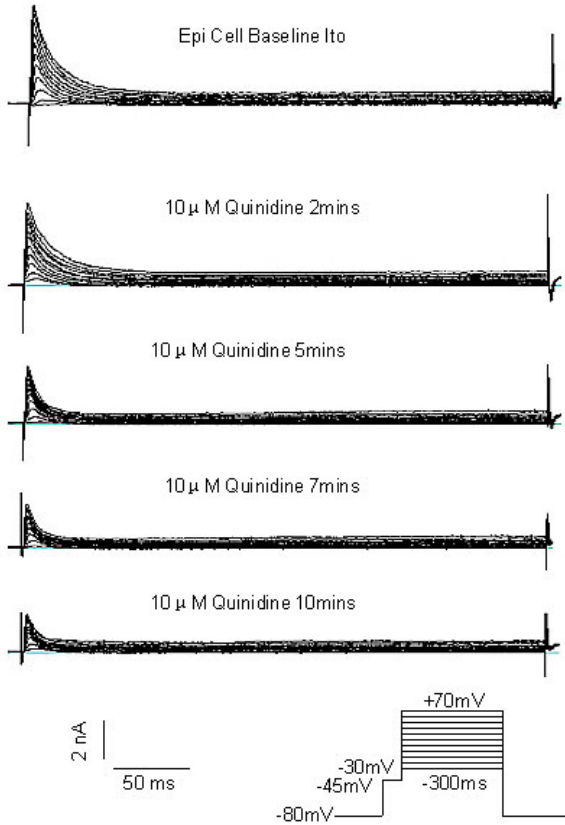 Epi Cell Baseline Ito
10 μ M Quinidine 2mins
10 μ M Quinidine 5mins
10 μ M Quinidine 7mins
10 μ M Quinidine 10mins
2 nA
50 ms
+70mV
-30mV
-45mV
-300ms
-80mV